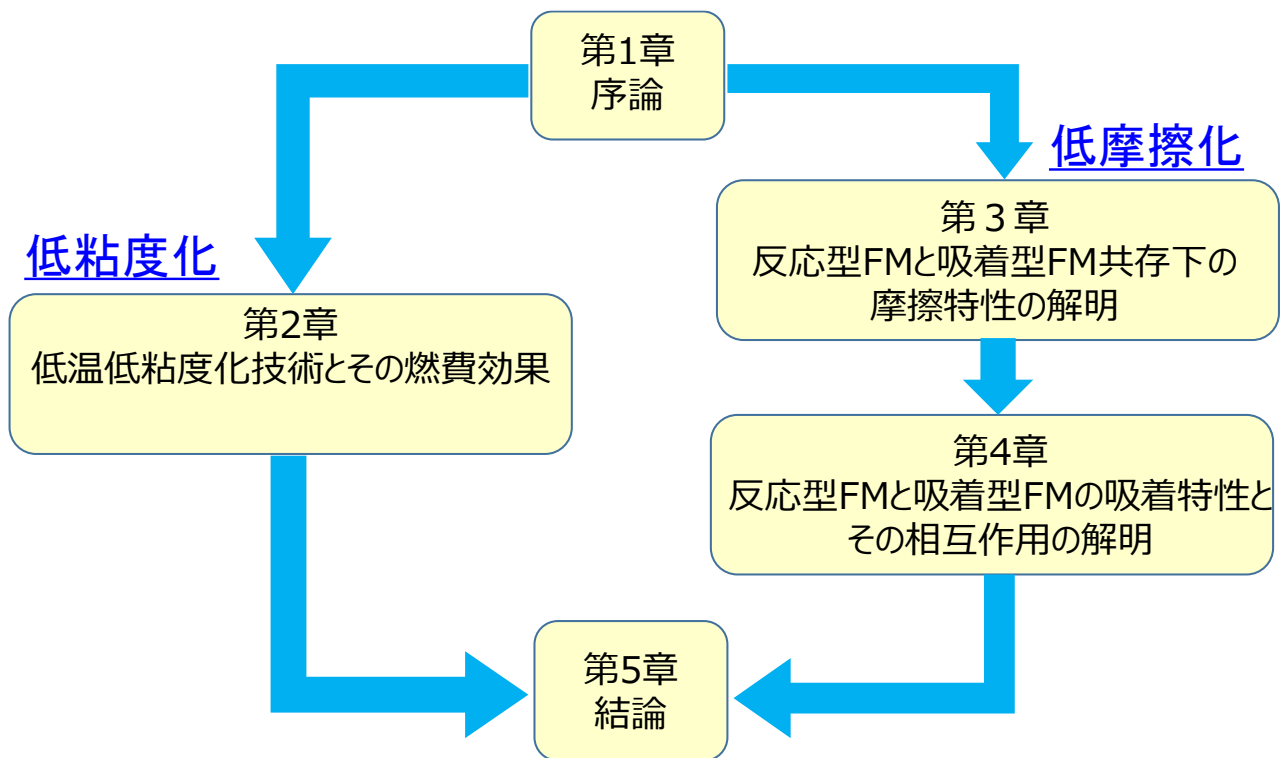 第1章
序論
低摩擦化
第３章
反応型FMと吸着型FM共存下の
摩擦特性の解明
低粘度化
第2章
低温低粘度化技術とその燃費効果
第4章
反応型FMと吸着型FMの吸着特性と
その相互作用の解明
第5章
結論